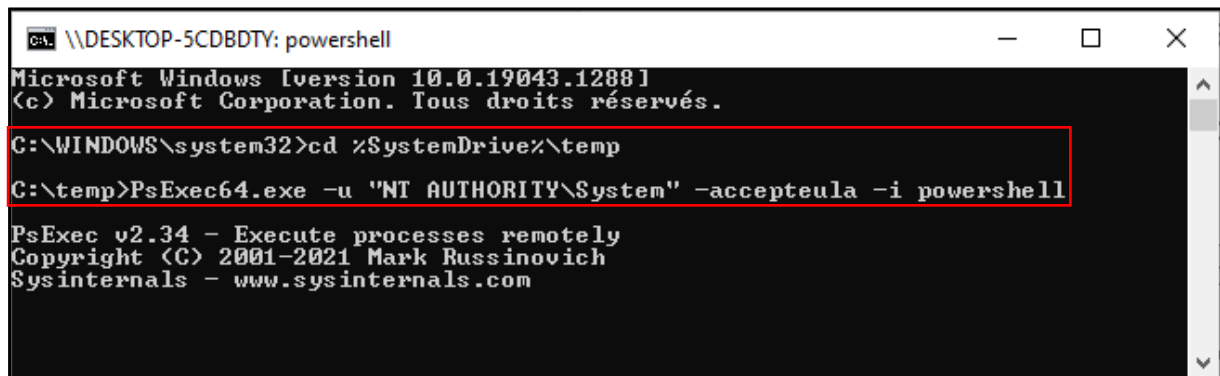 \\DESKTOP-5CDBDTY: powershell
Microsoft Windows [version 10.0.19043.1288]
(c) Microsoft Corporation. Tous droits réservés.
C:\WINDOWS\system32>cd %SystemDrive%\temp
C:\temp>PsExec64.exe -u "NT AUTHORITY\System" -accepteula -i powershell
PsExec v2.34 - Execute processes remotely
Copyright (C) 2001-2021 Mark Russinovich
Sysinternals - www.sysinternals.com